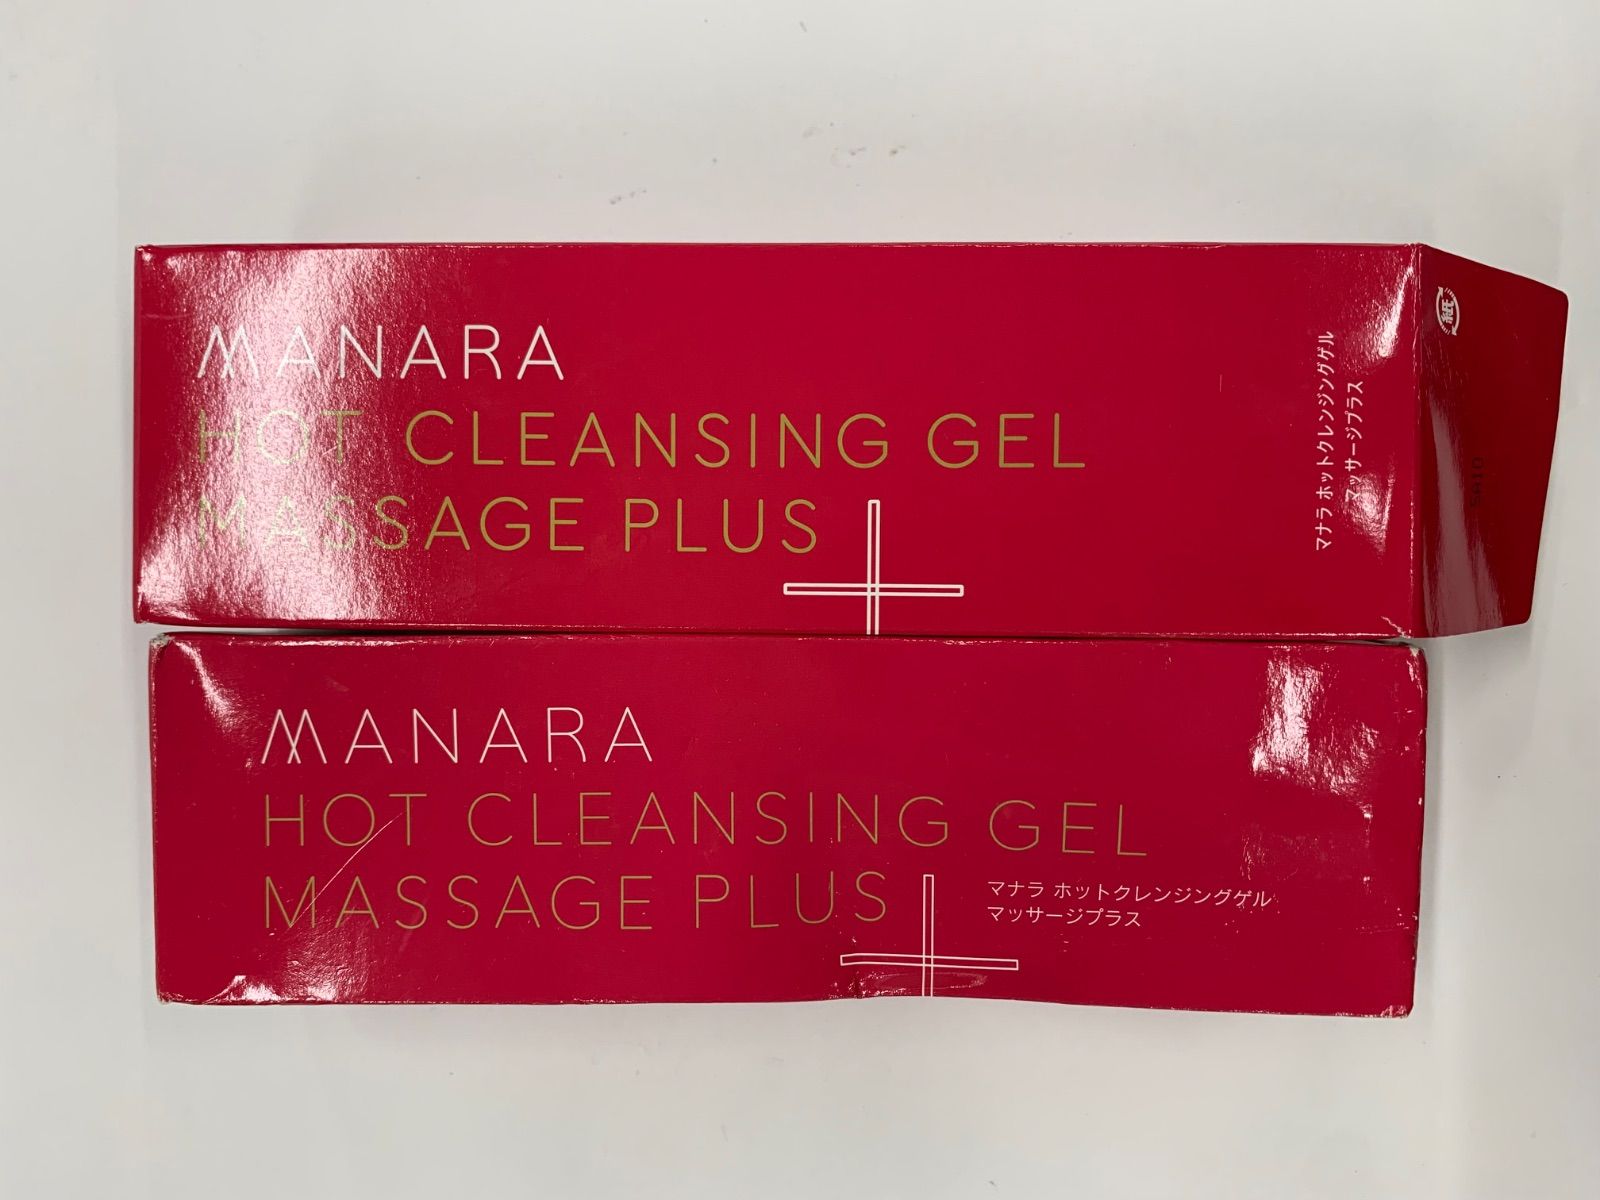 MANARA
HOT CLEANSING GEL
MASSAGE PLUS
マナラ ホットクレンジングゲル
マッサージプラス
紙
MANARA
HOT CLEANSING GEL
MASSAGE PLUS
マナラ ホットクレンジングゲル
マッサージプラス